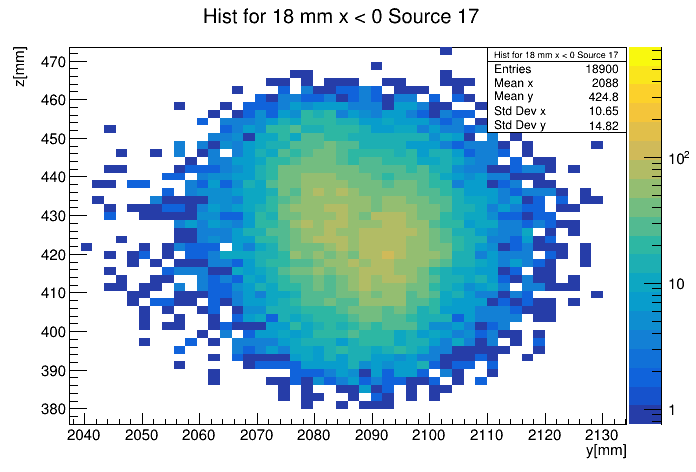 Hist for 18 mm x < 0 Source 17
z[mm]
Hist for 18 mm x < 0 Source 17
Entries 18900
Mean x 2088
Mean y 424.8
Std Dev x 10.65
Std Dev y 14.82
470
460
450
440
430
420
410
400
390
380
10²
10
1
2040 2050 2060 2070 2080 2090 2100 2110 2120 2130
y[mm]